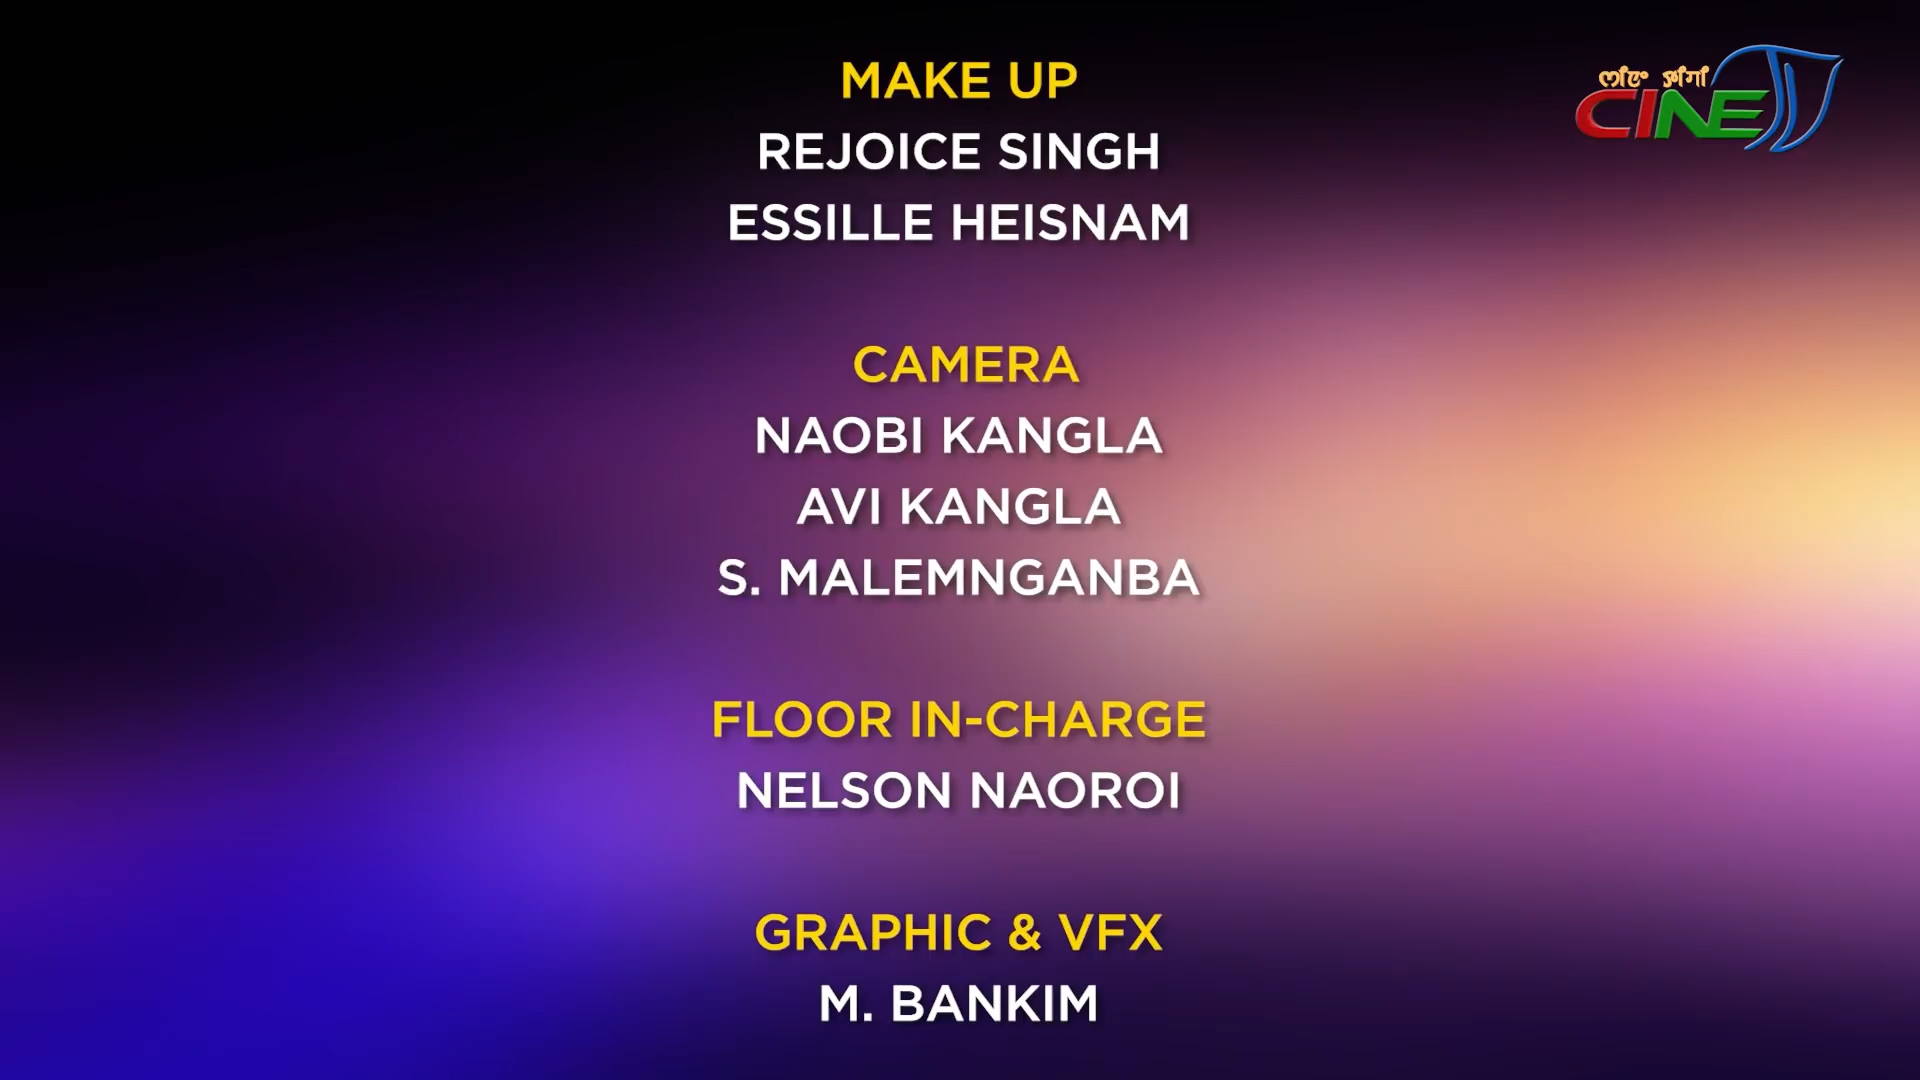 MAKE UP
REJOICE SINGH
ESSILLE HEISNAM
CAMERA
NAOBI KANGLA
AVI KANGLA
S. MALEMNGANBA
FLOOR IN-CHARGE
NELSON NAOROI
GRAPHIC & VFX
M. BANKIM
CINE